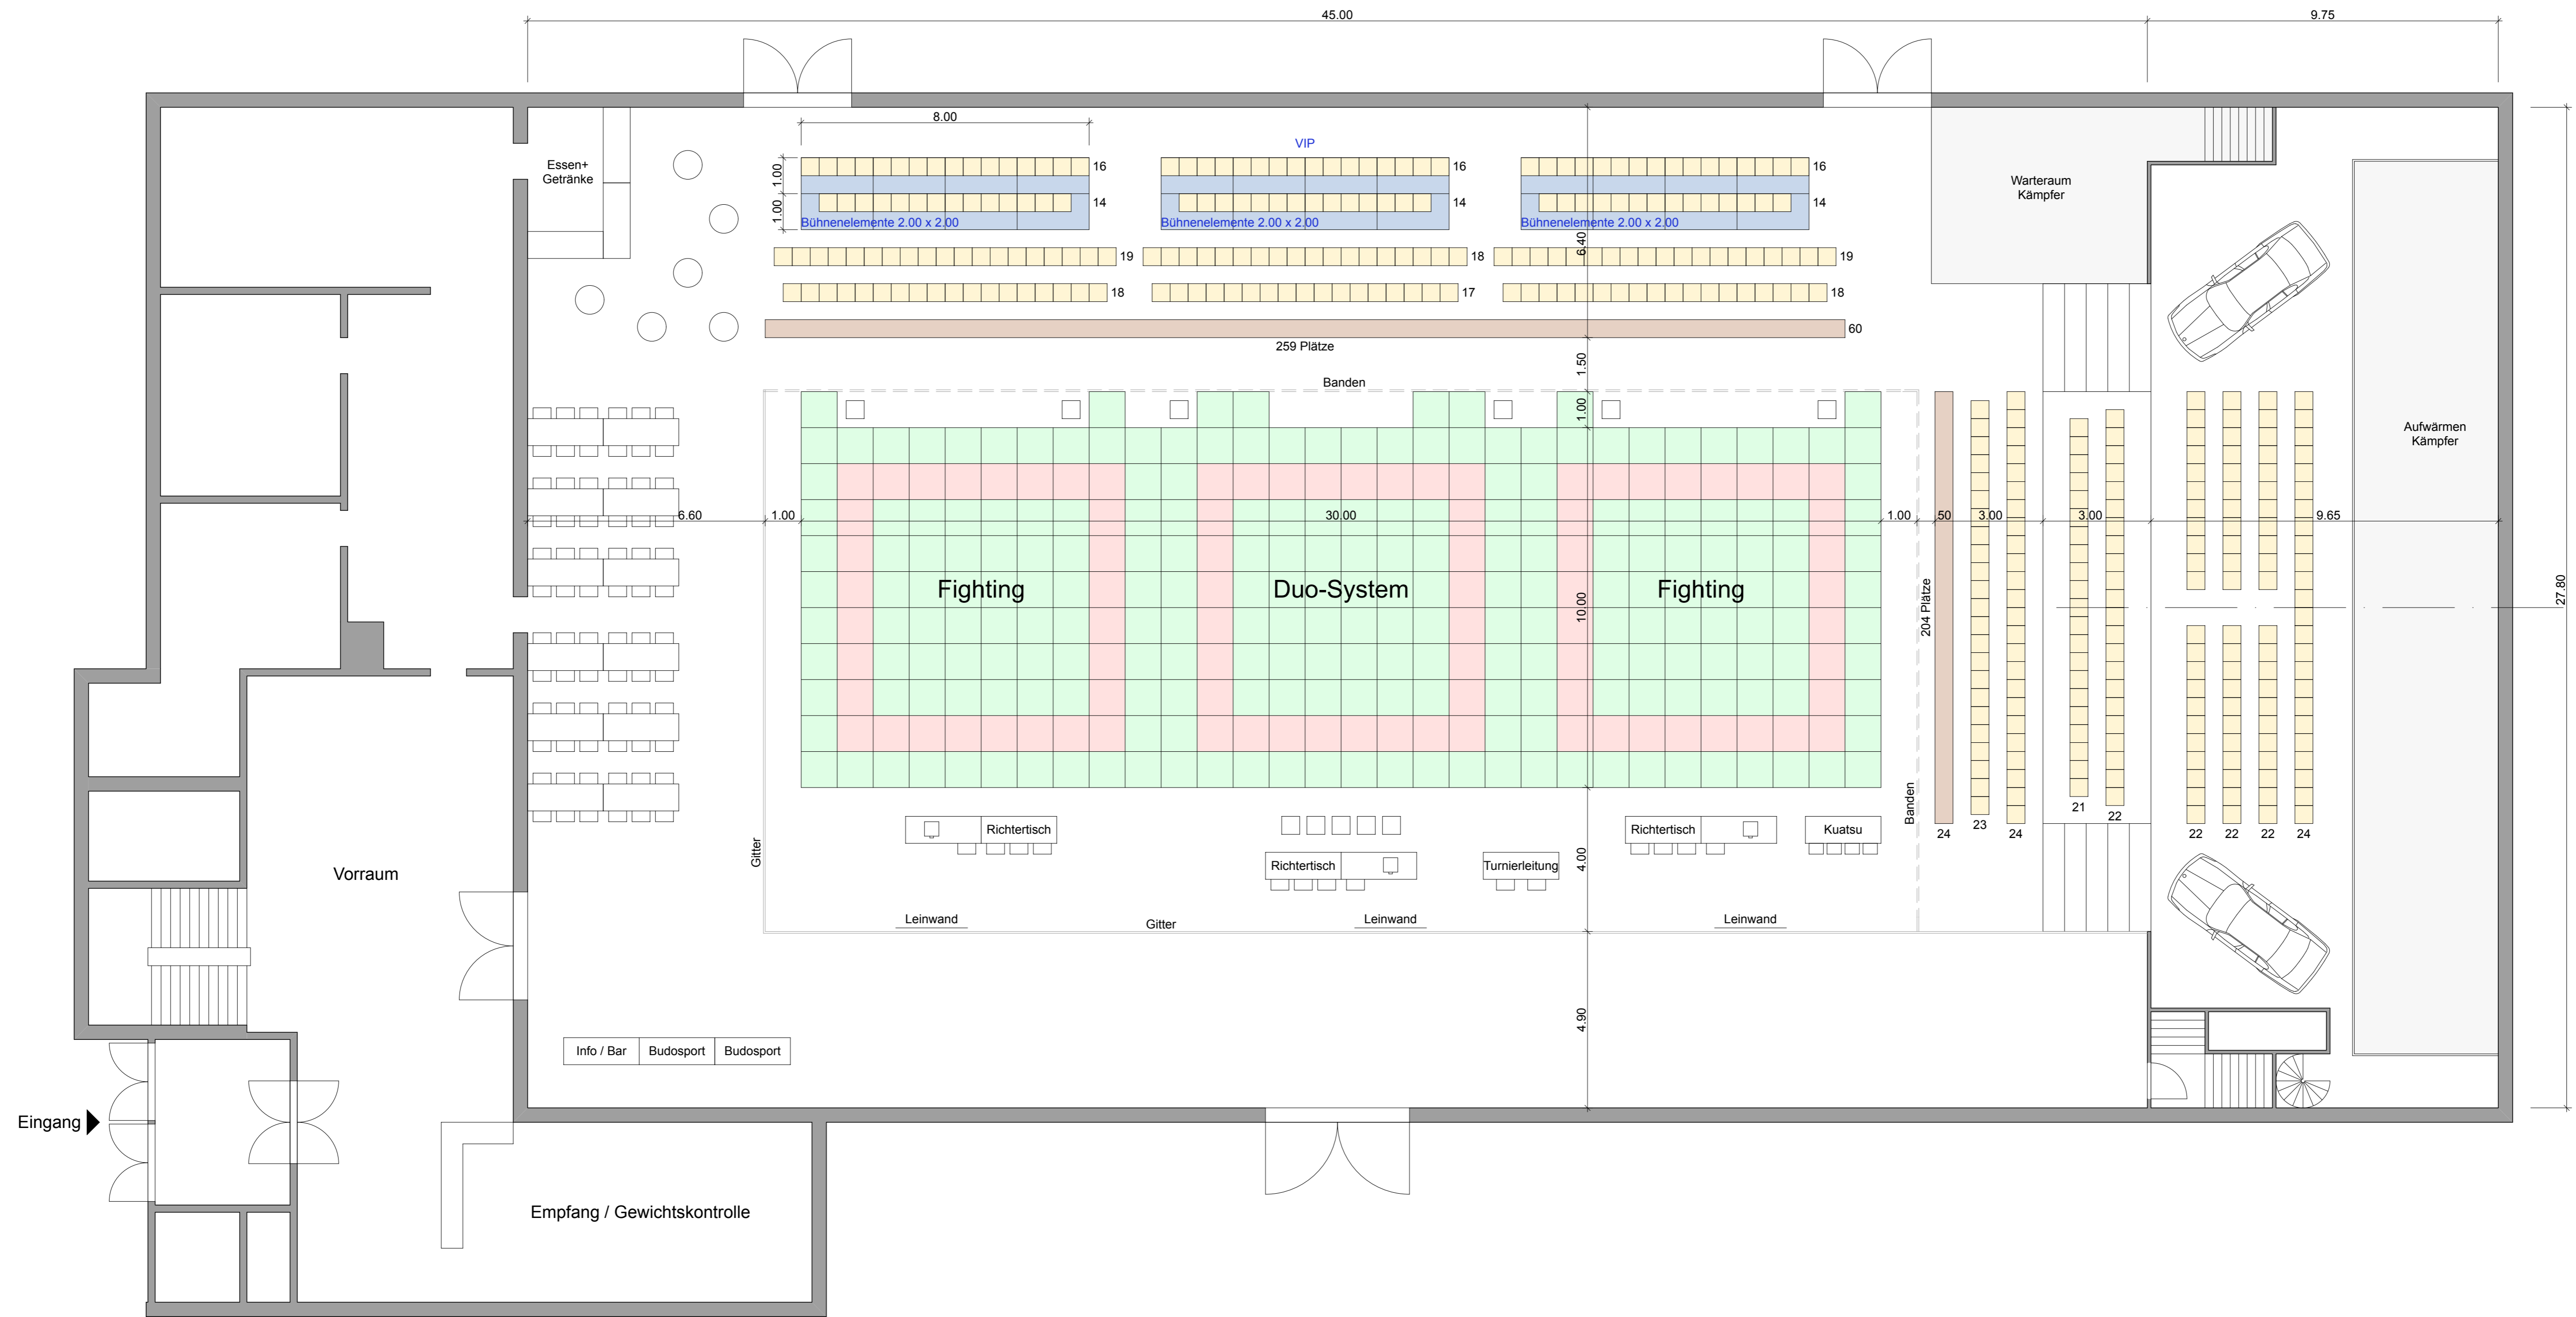 45.00
9.75
8.00
VIP
16
16
16
Essen+
Getränke
1.00
Warteraum
Kämpfer
14
14
14
1.00
Bühnenelemente 2.00 x 2.00
Bühnenelemente 2.00 x 2.00
Bühnenelemente 2.00 x 2.00
6.40
19
18
19
18
17
18
60
259 Plätze
1.50
Banden
1.00
Aufwärmen
Kämpfer
6.60
1.00
30.00
1.00
50
3.00
3.00
9.65
Fighting
Duo-System
Fighting
10.00
204 Plätze
27.80
Banden
21
22
24
23
24
22
22
22
24
Richtertisch
Richtertisch
Kuatsu
Gitter
4.00
Richtertisch
Turnierleitung
Vorraum
Leinwand
Gitter
Leinwand
Leinwand
4.90
Info / Bar
Budosport
Budosport
Eingang
Empfang / Gewichtskontrolle